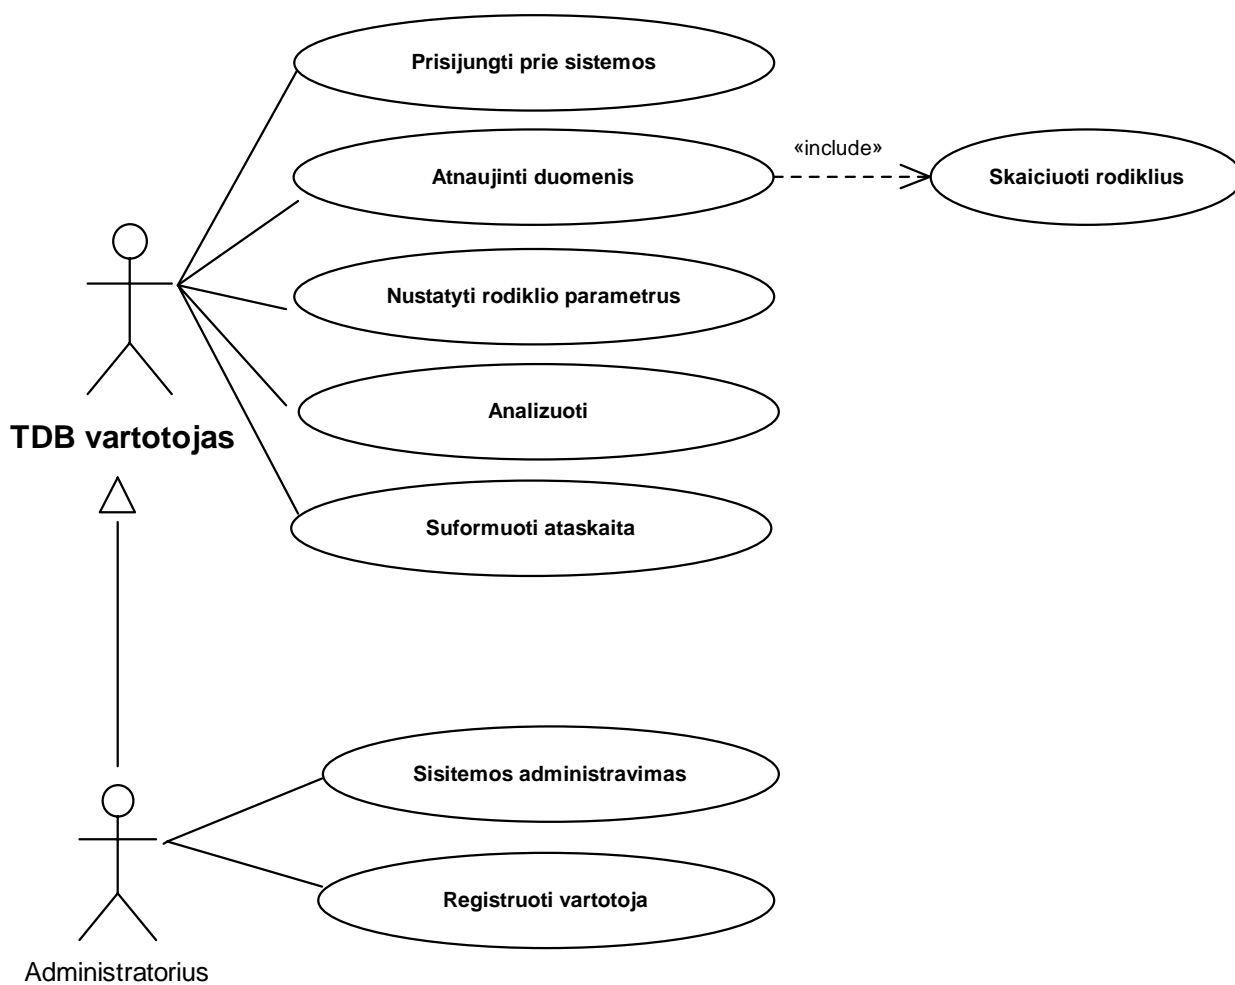 Prisijungti prie sistemos
Atnaujinti duomenis
«include»
Skaiciuoti rodiklius
Nustatyti rodiklio parametrus
Analizuoti
TDB vartotojas
Suformuoti ataskaita
Sisitemos administravimas
Registruoti vartotoja
Administratorius